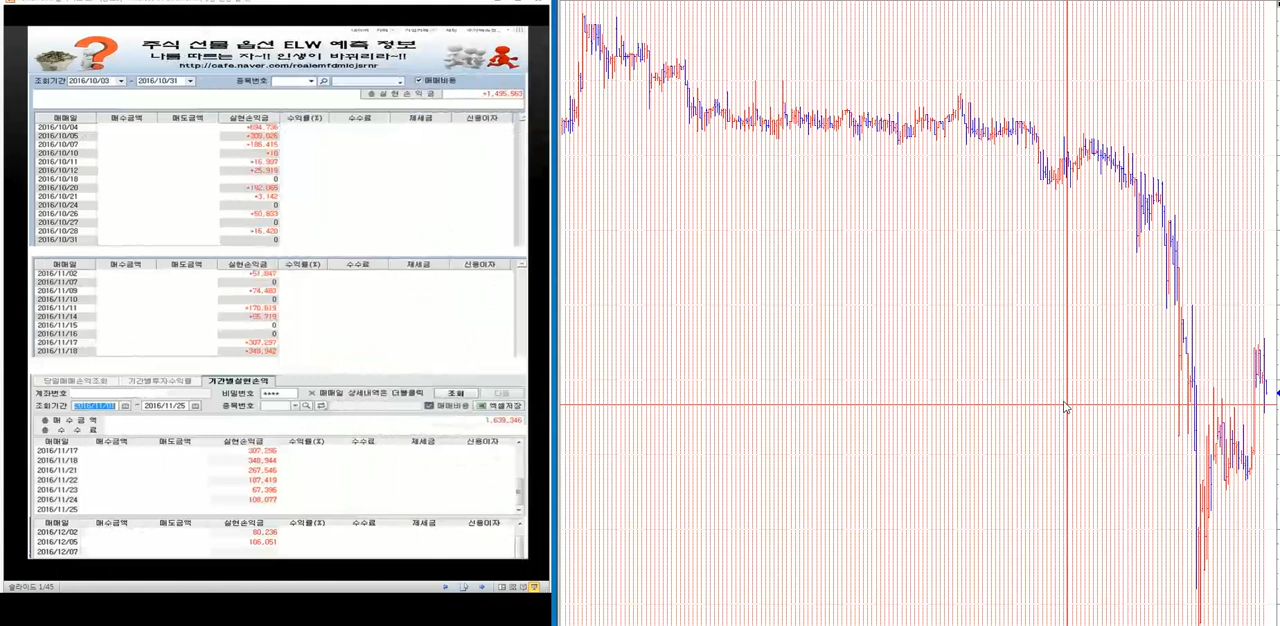 주식 선물 옵션 ELW 예측 정보
나를 따르는 자~!! 인생이 바뀌리라~!!
조회기간 2016/10/03 - 2016/10/31 종목번호 매매비용
총 실 현 손 익 금 +1,495,563
매매일 매수금액 매도금액 실현손익금 수익률(%) 수수료 제세금 신용이자
2016/10/04 +694,736
2016/10/05
2016/10/07 +186,415
2016/10/10 +10
2016/10/11 +16,997
2016/10/12 +25,919
2016/10/18 0
2016/10/20
2016/10/21 +3,142
2016/10/24 0
2016/10/26 +50,833
2016/10/27 0
2016/10/28 +16,420
2016/10/31 0
매매일 매수금액 매도금액 실현손익금 수익률(%) 수수료 제세금 신용이자
2016/11/02 +51,847
2016/11/07 0
2016/11/09 +74,483
2016/11/10 0
2016/11/11
2016/11/14
2016/11/15 0
2016/11/16 0
2016/11/17 +307,297
2016/11/18 +348,942
당일매매손익조회 기간별투자수익률 기간별실현손익
계좌번호 비밀번호 **** 매매일 상세내역은 더블클릭 조회 다음
조회기간 2016/11/01 - 2016/11/25 종목번호 매매비용 엑셀저장
총 매 수 금 액 1,639,346
총 수 수 료
매매일 매수금액 매도금액 실현손익금 수익률(%) 수수료 제세금 신용이자
2016/11/17 307,296
2016/11/18 348,944
2016/11/21 267,546
2016/11/22 187,419
2016/11/23 67,396
2016/11/24 108,077
2016/11/25
매매일 매수금액 매도금액 실현손익금 수익률(%) 수수료 제세금 신용이자
2016/12/02 60,236
2016/12/05 106,051
2016/12/07
슬라이드 1/45